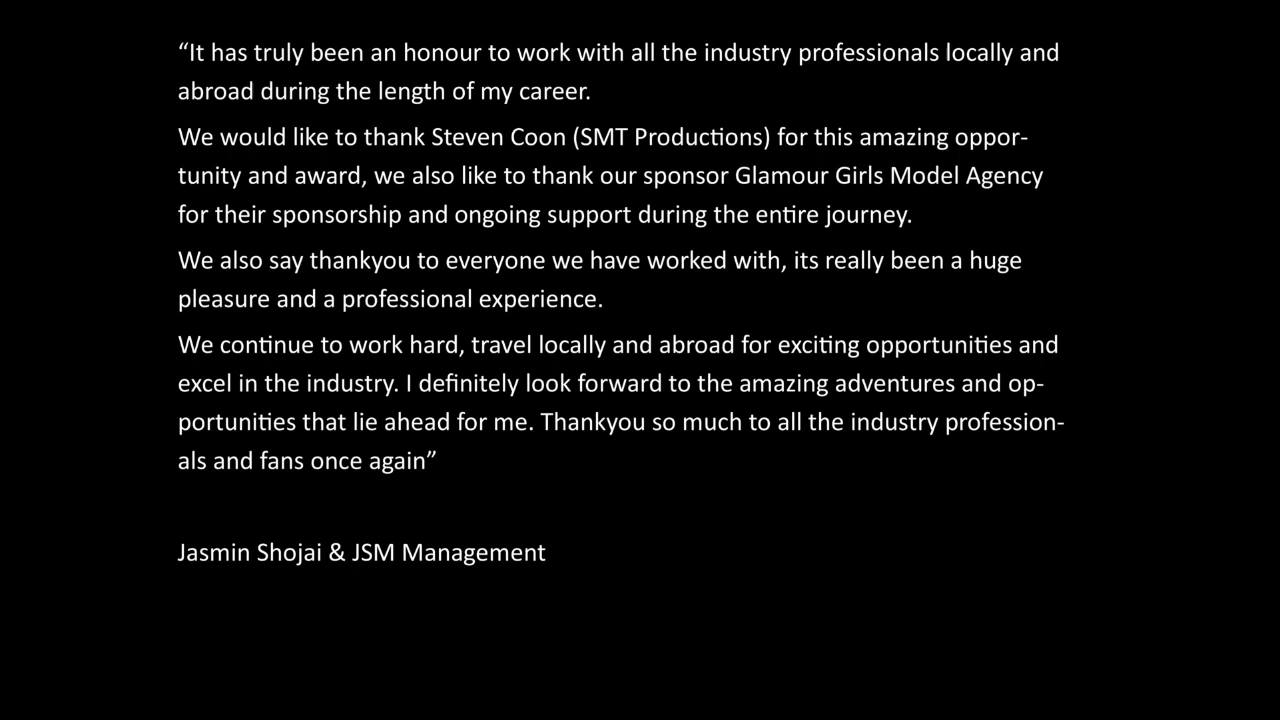 “It has truly been an honour to work with all the industry professionals locally and
abroad during the length of my career.
We would like to thank Steven Coon (SMT Productions) for this amazing oppor-
tunity and award, we also like to thank our sponsor Glamour Girls Model Agency
for their sponsorship and ongoing support during the entire journey.
We also say thankyou to everyone we have worked with, its really been a huge
pleasure and a professional experience.
We continue to work hard, travel locally and abroad for exciting opportunities and
excel in the industry. I definitely look forward to the amazing adventures and op-
portunities that lie ahead for me. Thankyou so much to all the industry profession-
als and fans once again”
Jasmin Shojai & JSM Management